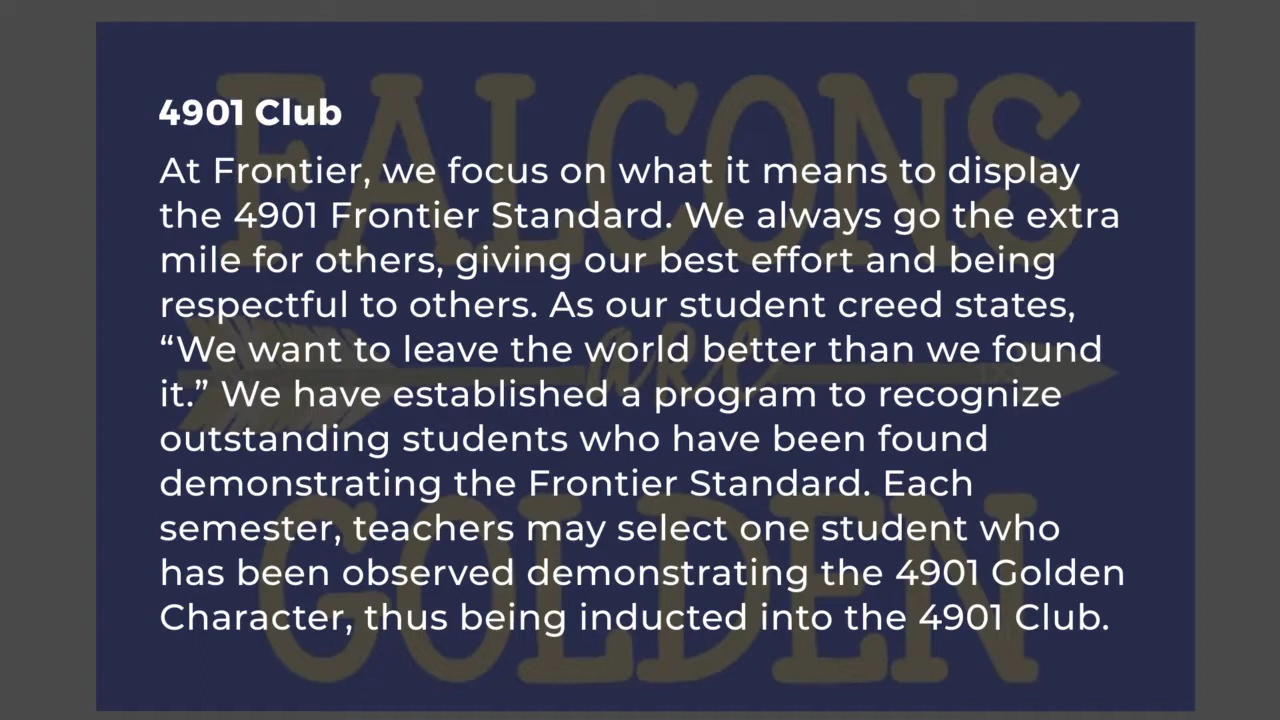 4901 Club
At Frontier, we focus on what it means to display
the 4901 Frontier Standard. We always go the extra
mile for others, giving our best effort and being
respectful to others. As our student creed states,
“We want to leave the world better than we found
it.” We have established a program to recognize
outstanding students who have been found
demonstrating the Frontier Standard. Each
semester, teachers may select one student who
has been observed demonstrating the 4901 Golden
Character, thus being inducted into the 4901 Club.
FALCONS
are
GOLDEN